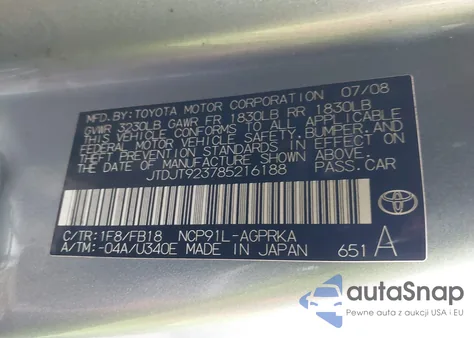 MFD.BY:TOYOTA MOTOR CORPORATION 07/08
GVWR 3230LB GAWR FR 1830LB RR 1830LB
THIS VEHICLE CONFORMS TO ALL APPLICABLE
FEDERAL MOTOR VEHICLE SAFETY,BUMPER,AND
THEFT PREVENTION STANDARDS IN EFFECT ON
THE DATE OF MANUFACTURE SHOWN ABOVE.
JTDJT923785216188 PASS.CAR
C/TR:1F8/FB18 NCP91L-AGPRKA
A/TM:-04A/U340E MADE IN JAPAN 651 A
TOYOTA
autoSnap
Pewne auta z aukcji USA i EU